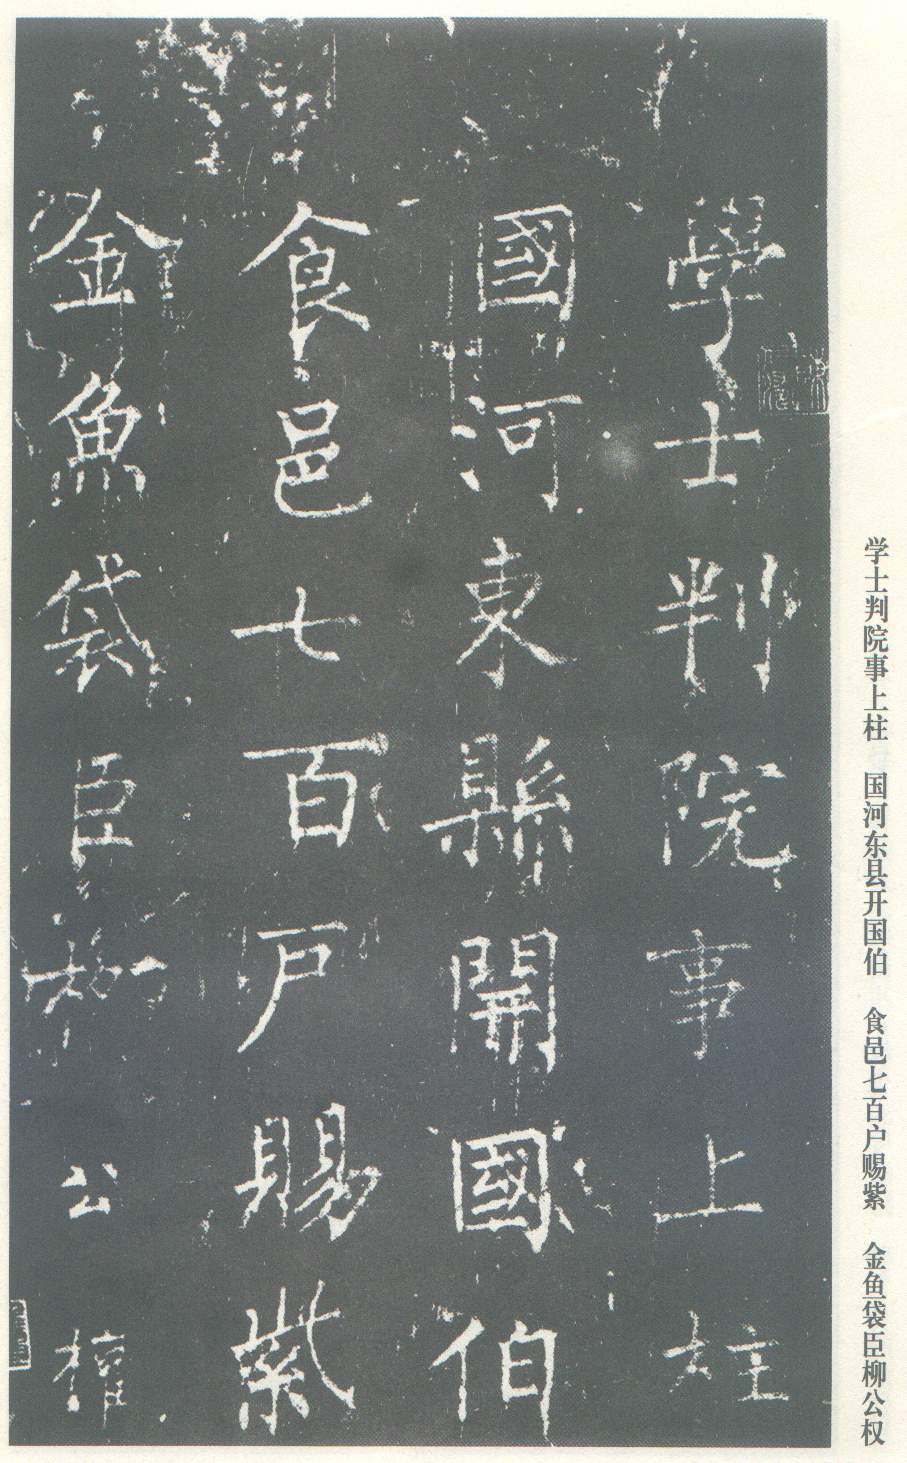 學士判院事上柱
國河東縣開國伯
食邑七百戶賜紫
金魚袋臣柳公權
学士判院事上柱 国河东县开国伯 食邑七百户赐紫 金鱼袋臣柳公权